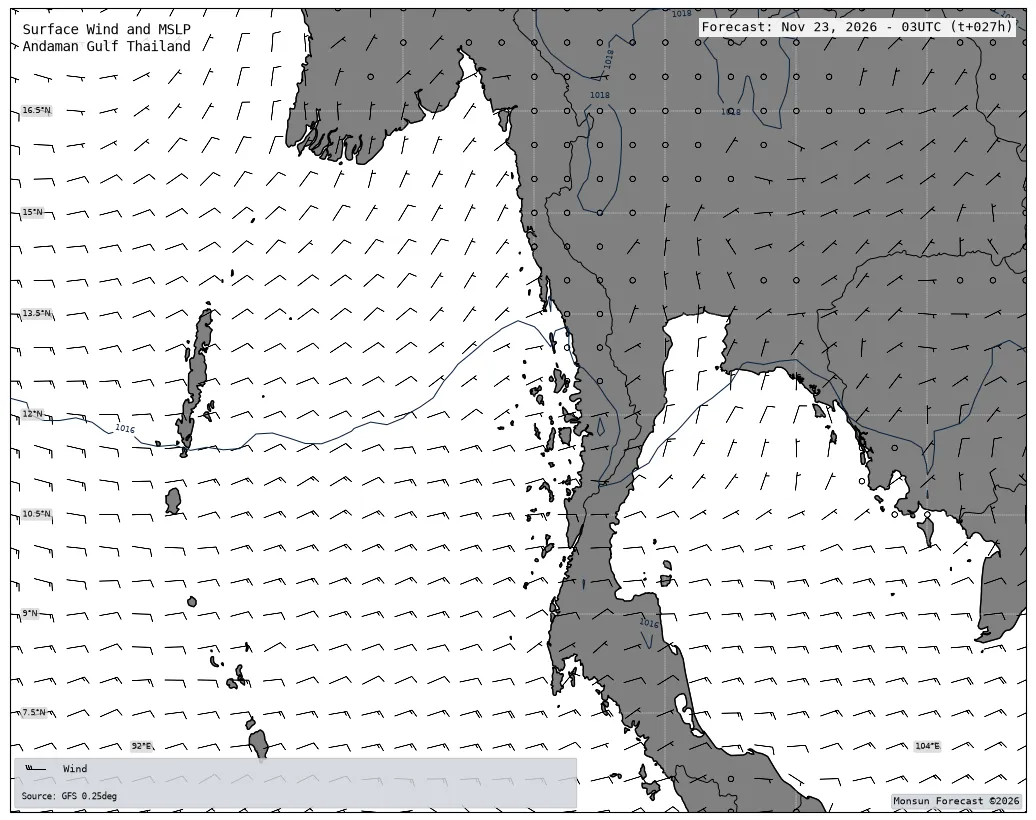 Surface Wind and MSLP
Andaman Gulf Thailand
Forecast: Nov 23, 2026 - 03UTC (t+027h)
1018
1018
1018
1018
16.5°N
15°N
13.5°N
12°N
1016
10.5°N
9°N
1016
7.5°N
92°E
104°E
Wind
Source: GFS 0.25deg
Monsun Forecast ©2026